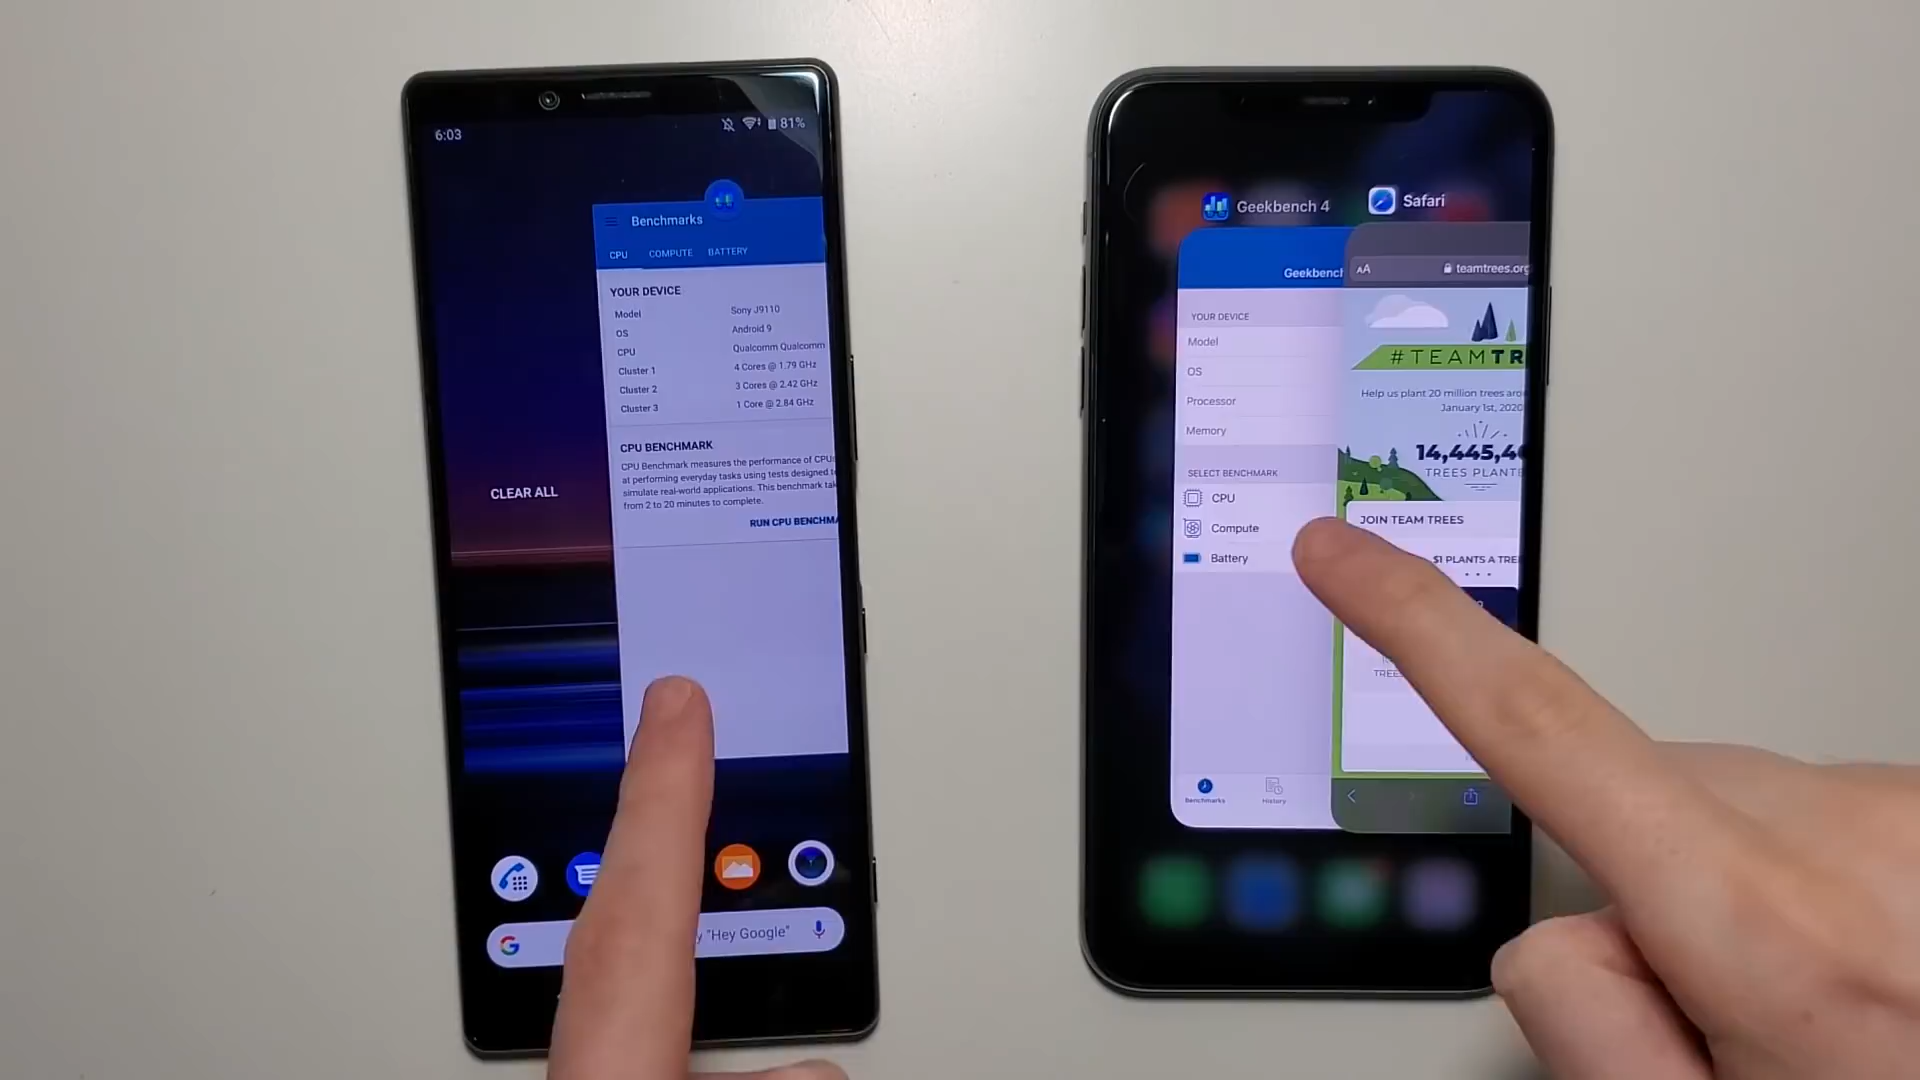 6:03
81%
Benchmarks
CPU COMPUTE BATTERY
YOUR DEVICE
Model Sony J9110
OS Android 9
CPU Qualcomm Qualcomm
Cluster 1 4 Cores @ 1.79 GHz
Cluster 2 3 Cores @ 2.42 GHz
Cluster 3 1 Core @ 2.84 GHz
CPU BENCHMARK
CPU Benchmark measures the performance of CPUs
at performing everyday tasks using tests designed to
simulate real-world applications. This benchmark tak
from 2 to 20 minutes to complete.
RUN CPU BENCHMA
CLEAR ALL
"Hey Google"
Geekbench 4
Geekbench
YOUR DEVICE
Model
OS
Processor
Memory
SELECT BENCHMARK
CPU
Compute
Battery
Benchmarks
History
Safari
AA teamtrees.org
#TEAMTR
Help us plant 20 million trees aro
January 1st, 2020
14,445,4
TREES PLANTE
JOIN TEAM TREES
$1 PLANTS A TREE
TREES